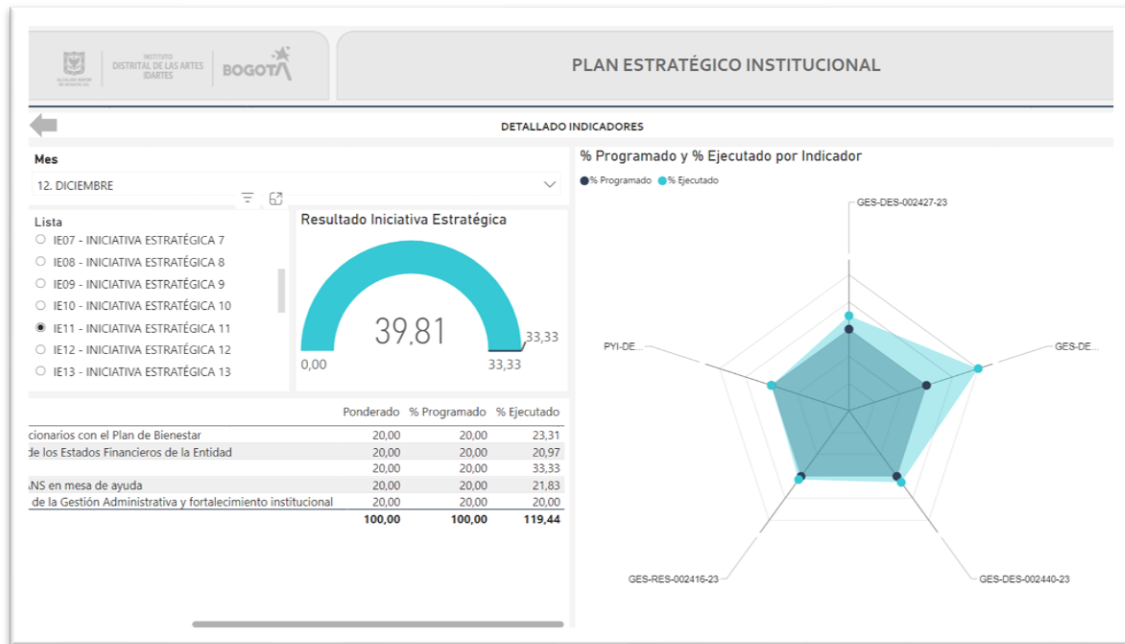 INSTITUTO
DISTRITAL DE LAS ARTES
IDARTES
BOGOTÁ
PLAN ESTRATÉGICO INSTITUCIONAL
DETALLADO INDICADORES
Mes
12. DICIEMBRE
Lista
IE07 - INICIATIVA ESTRATÉGICA 7
IE08 - INICIATIVA ESTRATÉGICA 8
IE09 - INICIATIVA ESTRATÉGICA 9
IE10 - INICIATIVA ESTRATÉGICA 10
IE11 - INICIATIVA ESTRATÉGICA 11
IE12 - INICIATIVA ESTRATÉGICA 12
IE13 - INICIATIVA ESTRATÉGICA 13
Resultado Iniciativa Estratégica
39,81
33,33
0,00
33,33
Ponderado % Programado % Ejecutado
cionarios con el Plan de Bienestar 20,00 20,00 23,31
de los Estados Financieros de la Entidad 20,00 20,00 20,97
20,00 20,00 33,33
ANS en mesa de ayuda 20,00 20,00 21,83
de la Gestión Administrativa y fortalecimiento institucional 20,00 20,00 20,00
100,00 100,00 119,44
% Programado y % Ejecutado por Indicador
% Programado % Ejecutado
GES-DES-002427-23
PYI-DE...
GES-DE...
GES-RES-002416-23
GES-DES-002440-23